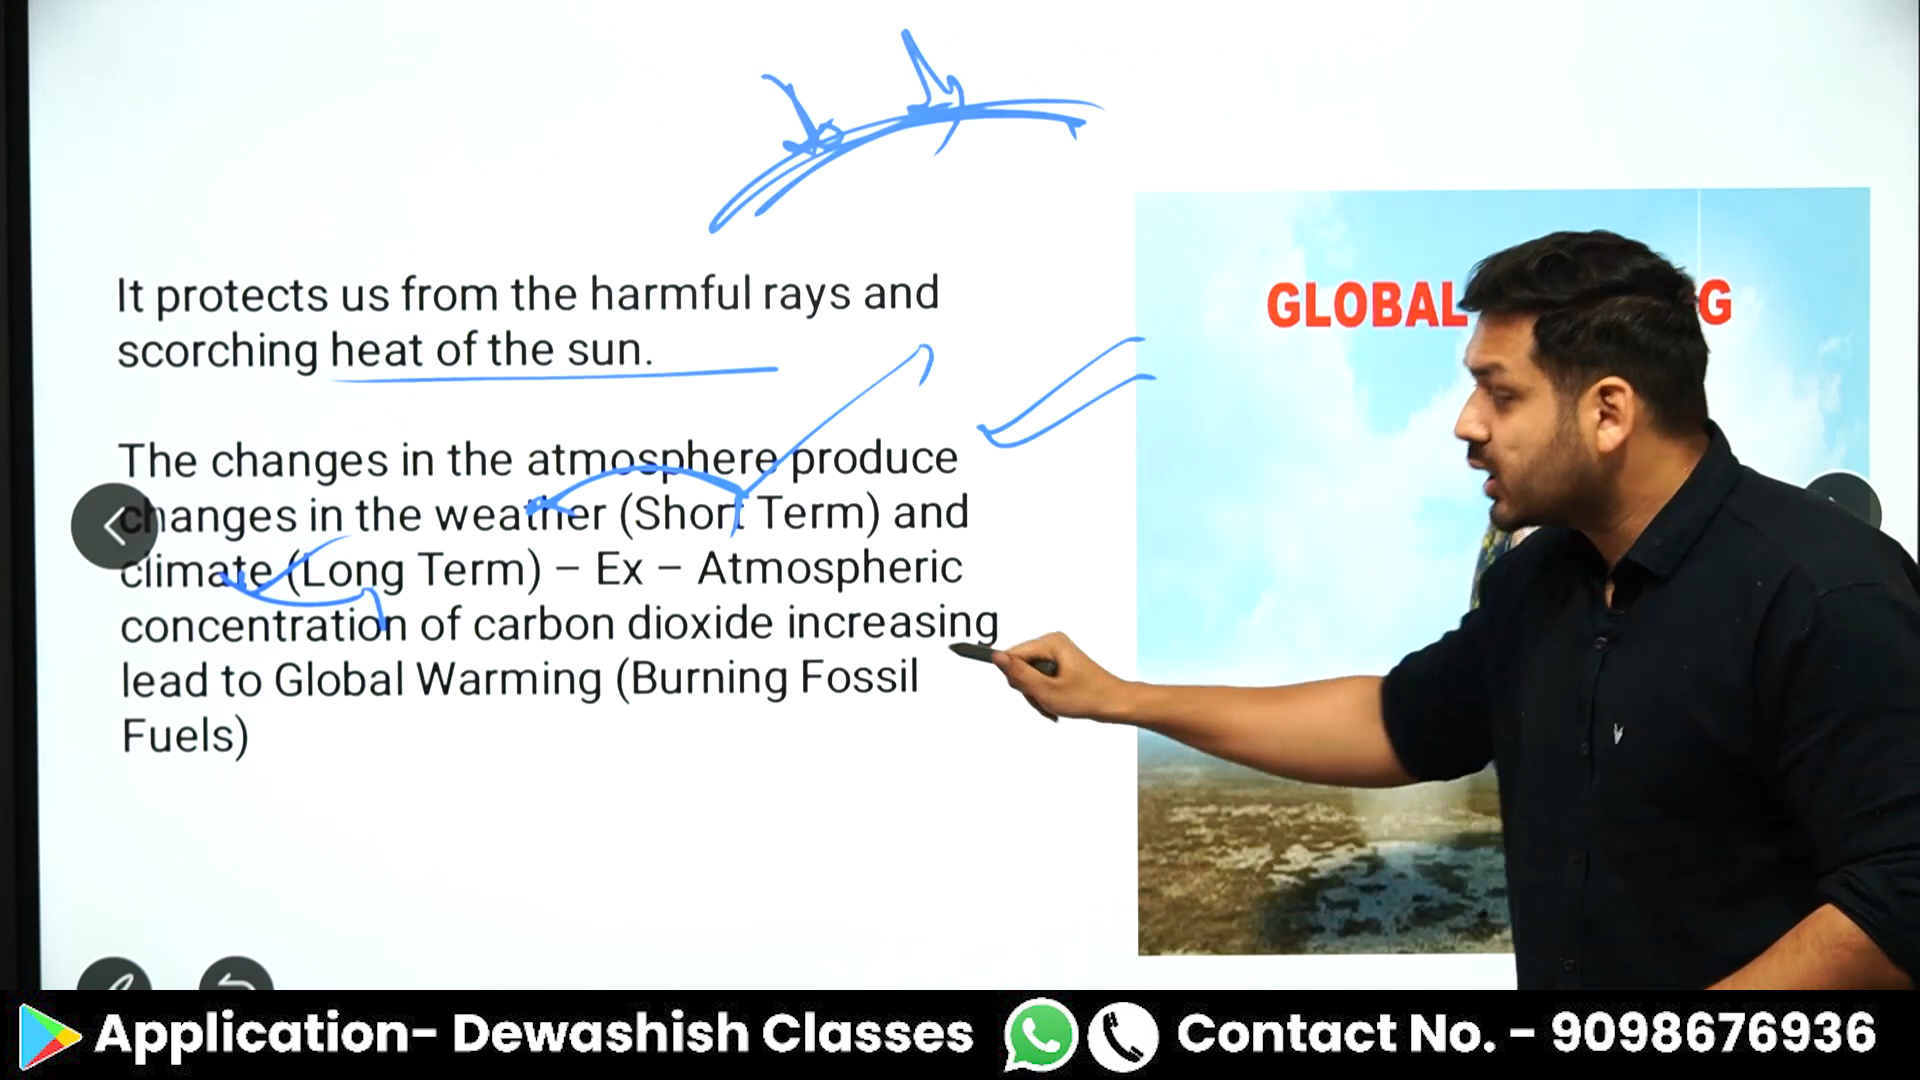 It protects us from the harmful rays and
scorching heat of the sun.
The changes in the atmosphere produce
changes in the weather (Short Term) and
climate (Long Term) – Ex – Atmospheric
concentration of carbon dioxide increasing
lead to Global Warming (Burning Fossil
Fuels)
GLOBAL G
Application- Dewashish Classes Contact No. - 9098676936